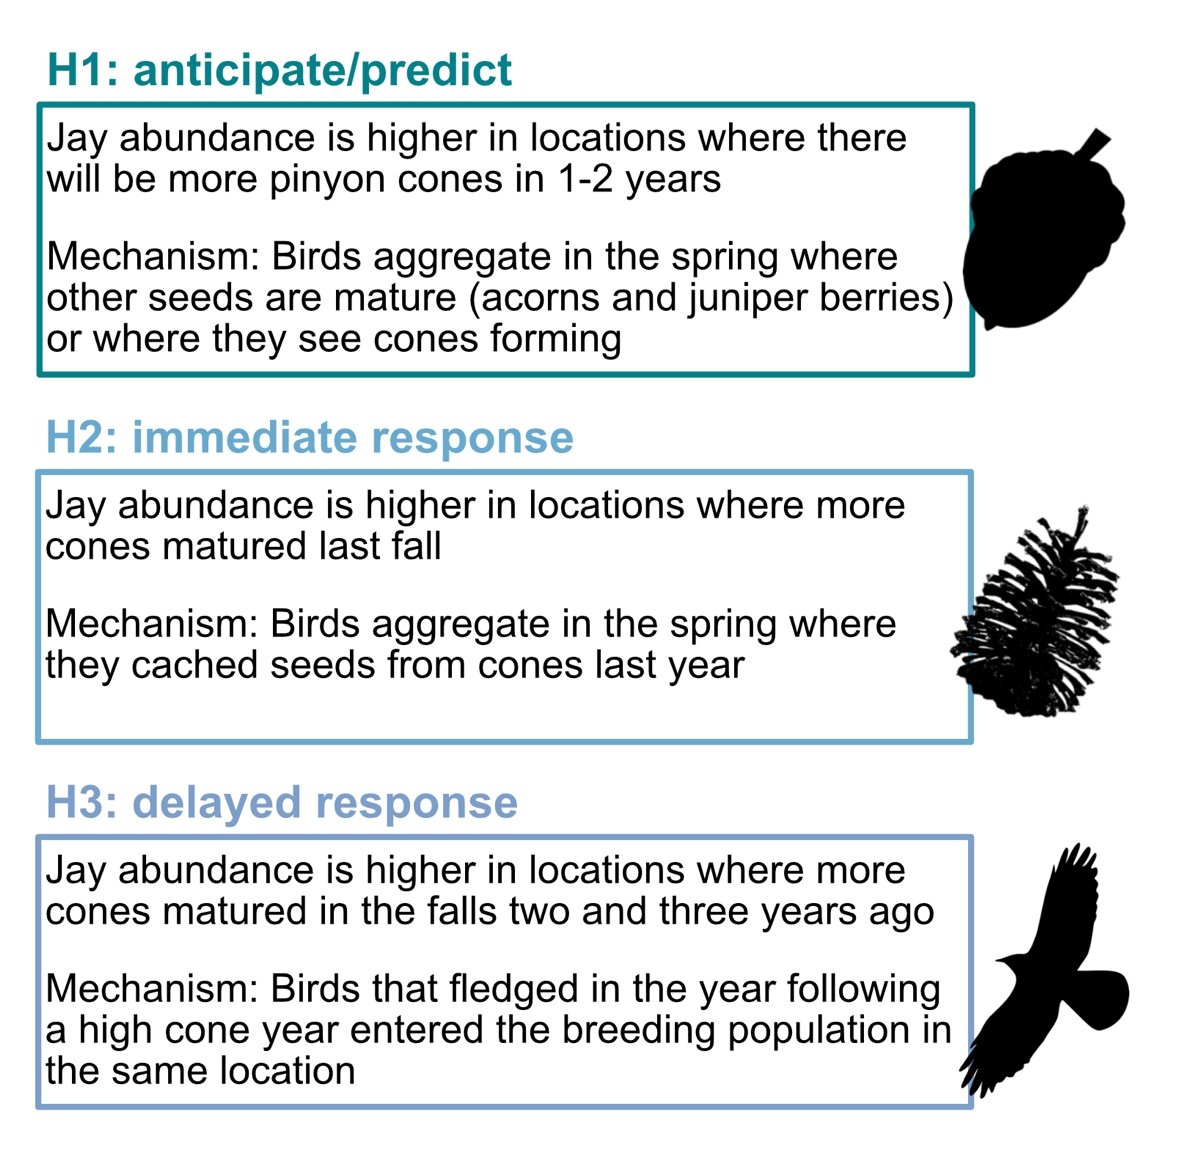 H1: anticipate/predict
Jay abundance is higher in locations where there
will be more pinyon cones in 1-2 years
Mechanism: Birds aggregate in the spring where
other seeds are mature (acorns and juniper berries)
or where they see cones forming
H2: immediate response
Jay abundance is higher in locations where more
cones matured last fall
Mechanism: Birds aggregate in the spring where
they cached seeds from cones last year
H3: delayed response
Jay abundance is higher in locations where more
cones matured in the falls two and three years ago
Mechanism: Birds that fledged in the year following
a high cone year entered the breeding population in
the same location